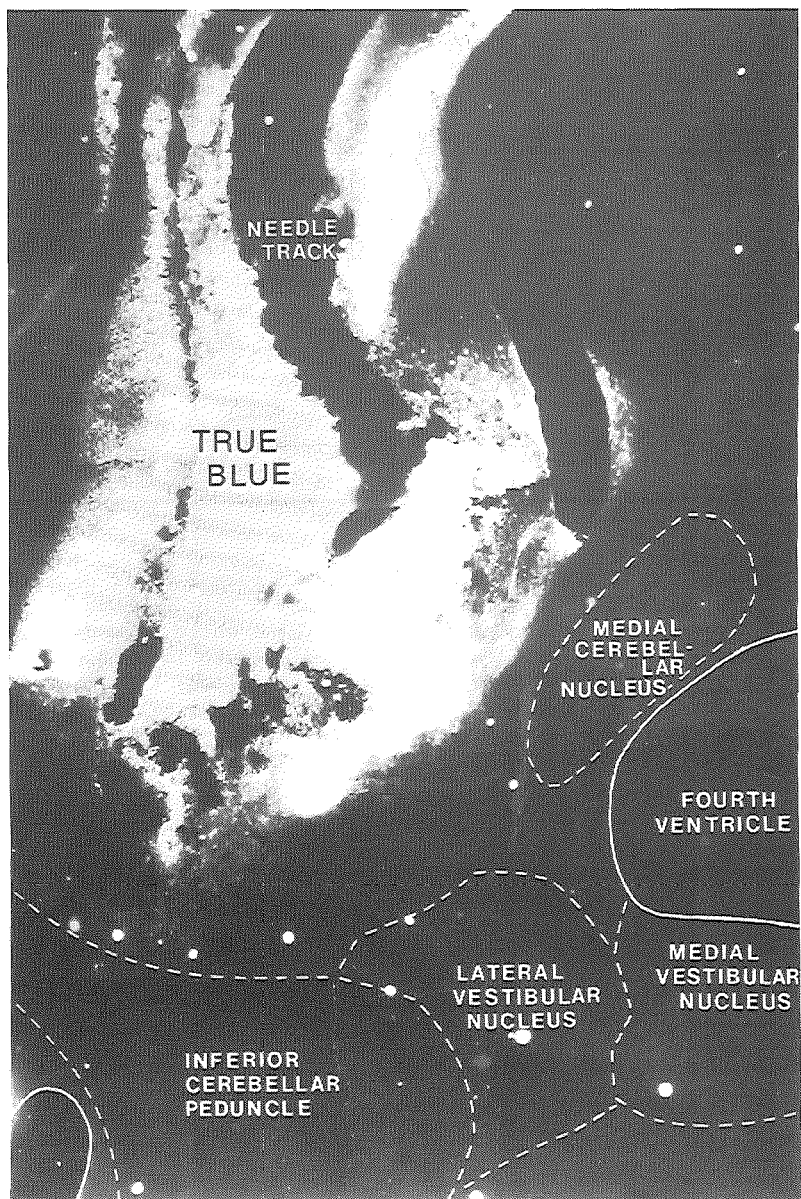 NEEDLE
TRACK
TRUE
BLUE
MEDIAL
CEREBEL-
LAR
NUCLEUS
FOURTH
VENTRICLE
LATERAL
VESTIBULAR
NUCLEUS
MEDIAL
VESTIBULAR
NUCLEUS
INFERIOR
CEREBELLAR
PEDUNCLE